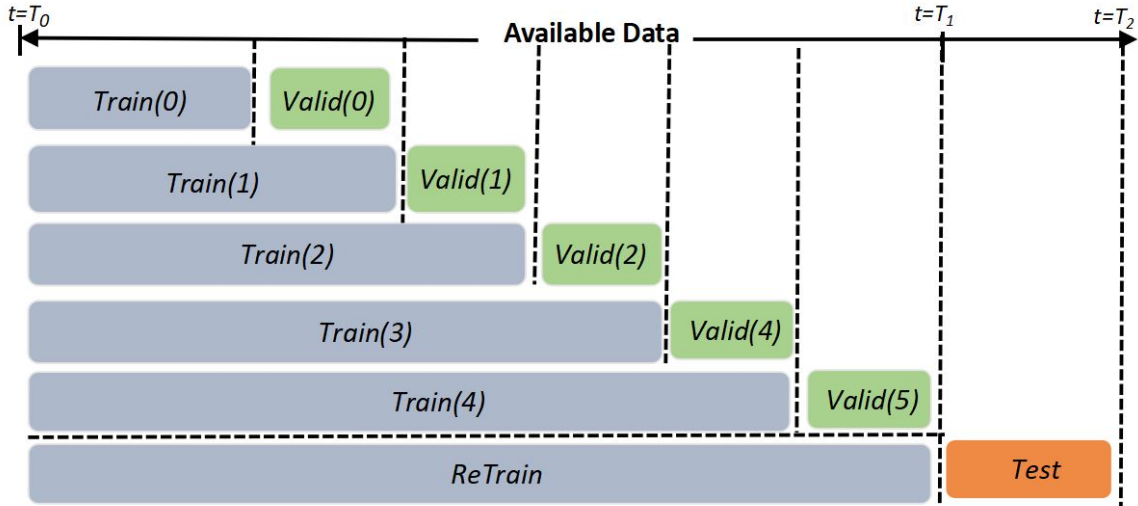 t=T0
t=T1
t=T2
Available Data
Train(0)
Valid(0)
Train(1)
Valid(1)
Train(2)
Valid(2)
Train(3)
Valid(4)
Train(4)
Valid(5)
ReTrain
Test